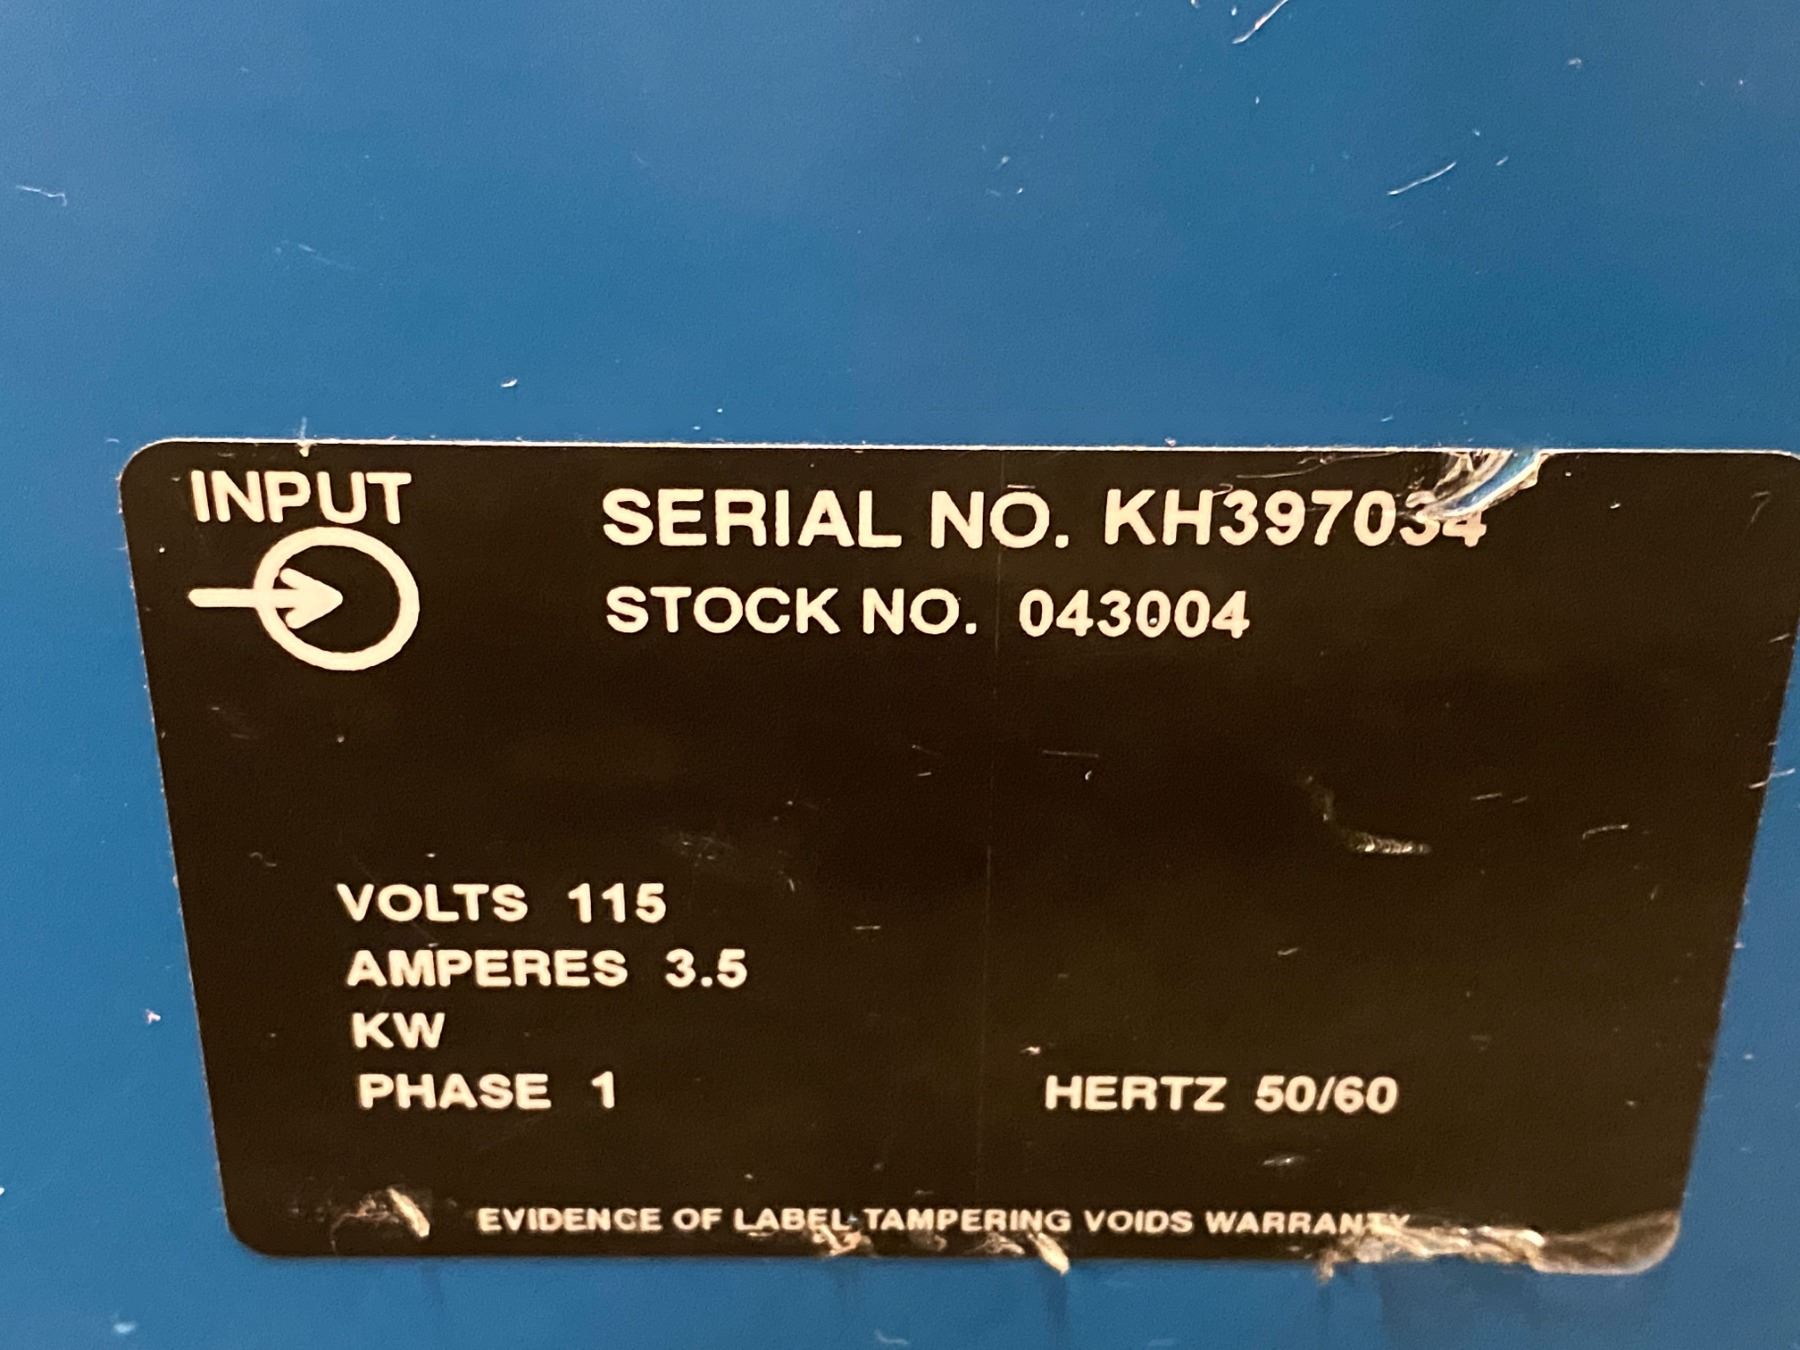 INPUT
SERIAL NO. KH397034
STOCK NO. 043004
VOLTS 115
AMPERES 3.5
KW
PHASE 1
HERTZ 50/60
EVIDENCE OF LABEL TAMPERING VOIDS WARRANTY